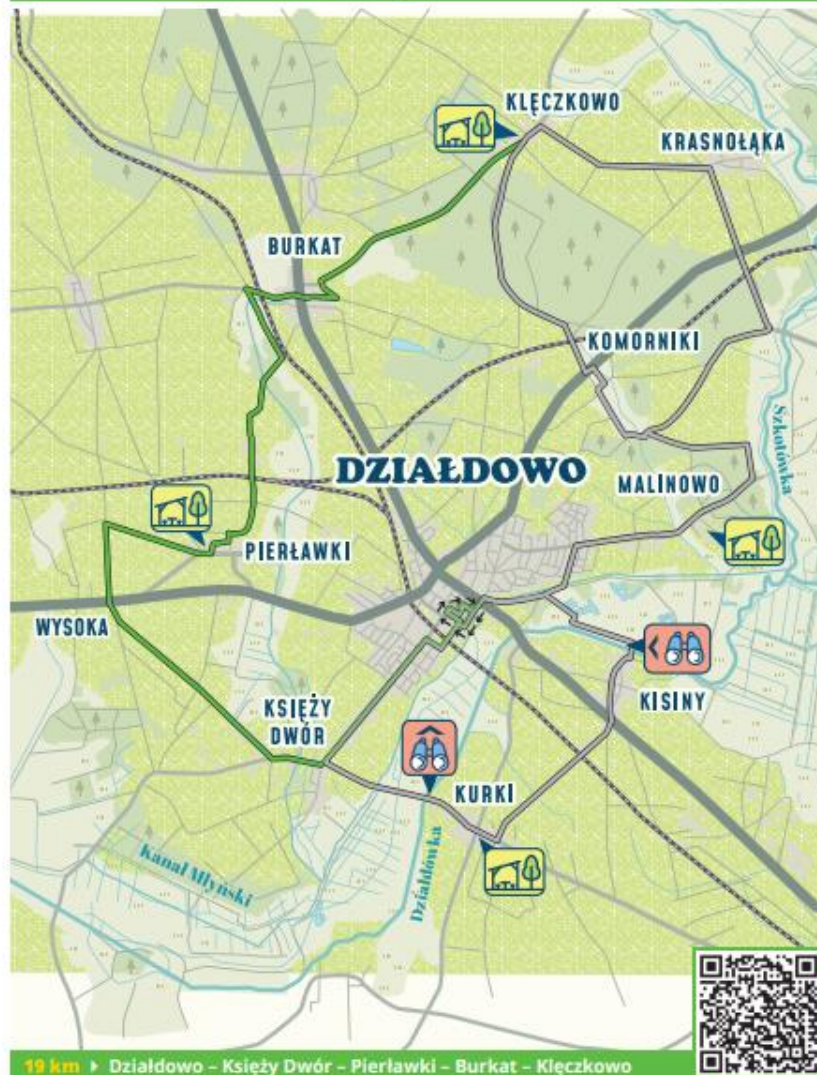 KLĘCZKOWO
KRASNOŁĄKA
BURKAT
KOMORNIKI
Szkotówka
DZIAŁDOWO
MALINOWO
PIERŁAWKI
WYSOKA
KSIĘŻY
DWÓR
KISINY
KURKI
Kanał Młyński
Działdówka
19 km ▸ Działdowo – Księży Dwór – Pierławki – Burkat – Klęczkowo